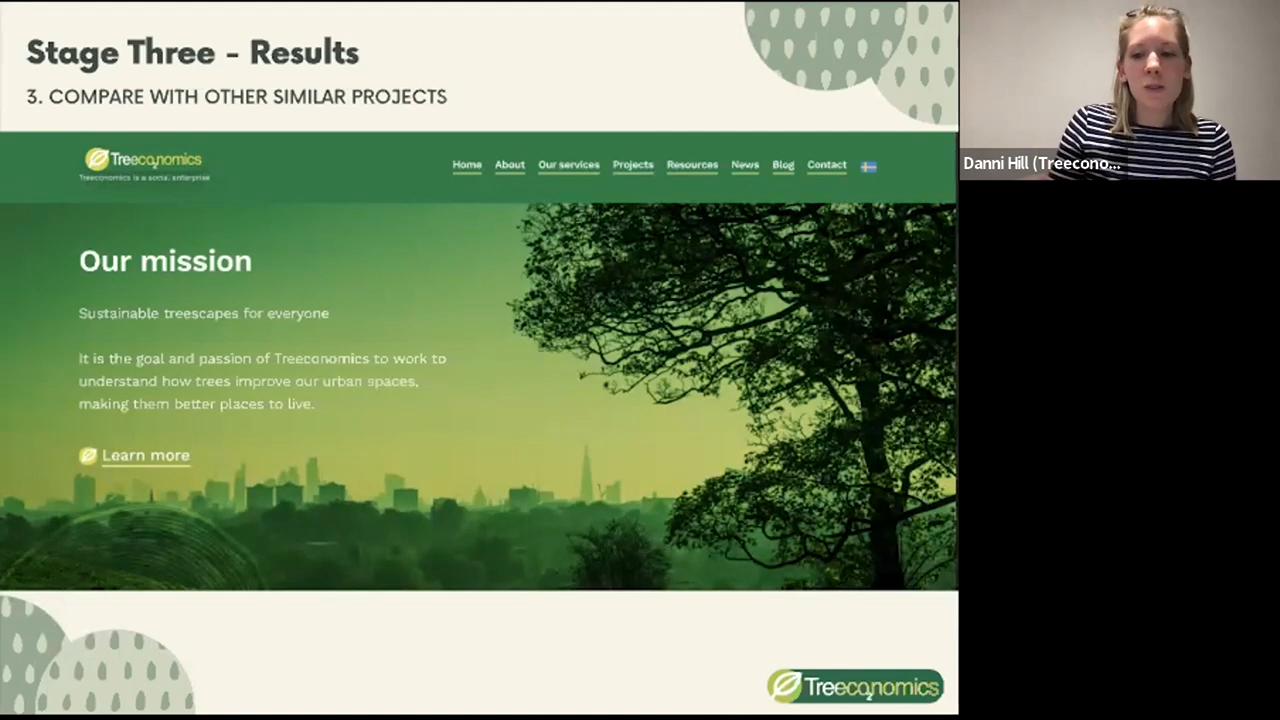 Stage Three - Results
3. COMPARE WITH OTHER SIMILAR PROJECTS
Treeconomics
Treeconomics is a social enterprise
Home About Our services Projects Resources News Blog Contact
Our mission
Sustainable treescapes for everyone
It is the goal and passion of Treeconomics to work to
understand how trees improve our urban spaces,
making them better places to live.
Learn more
Treeco2nomics
Danni Hill (Treecono...